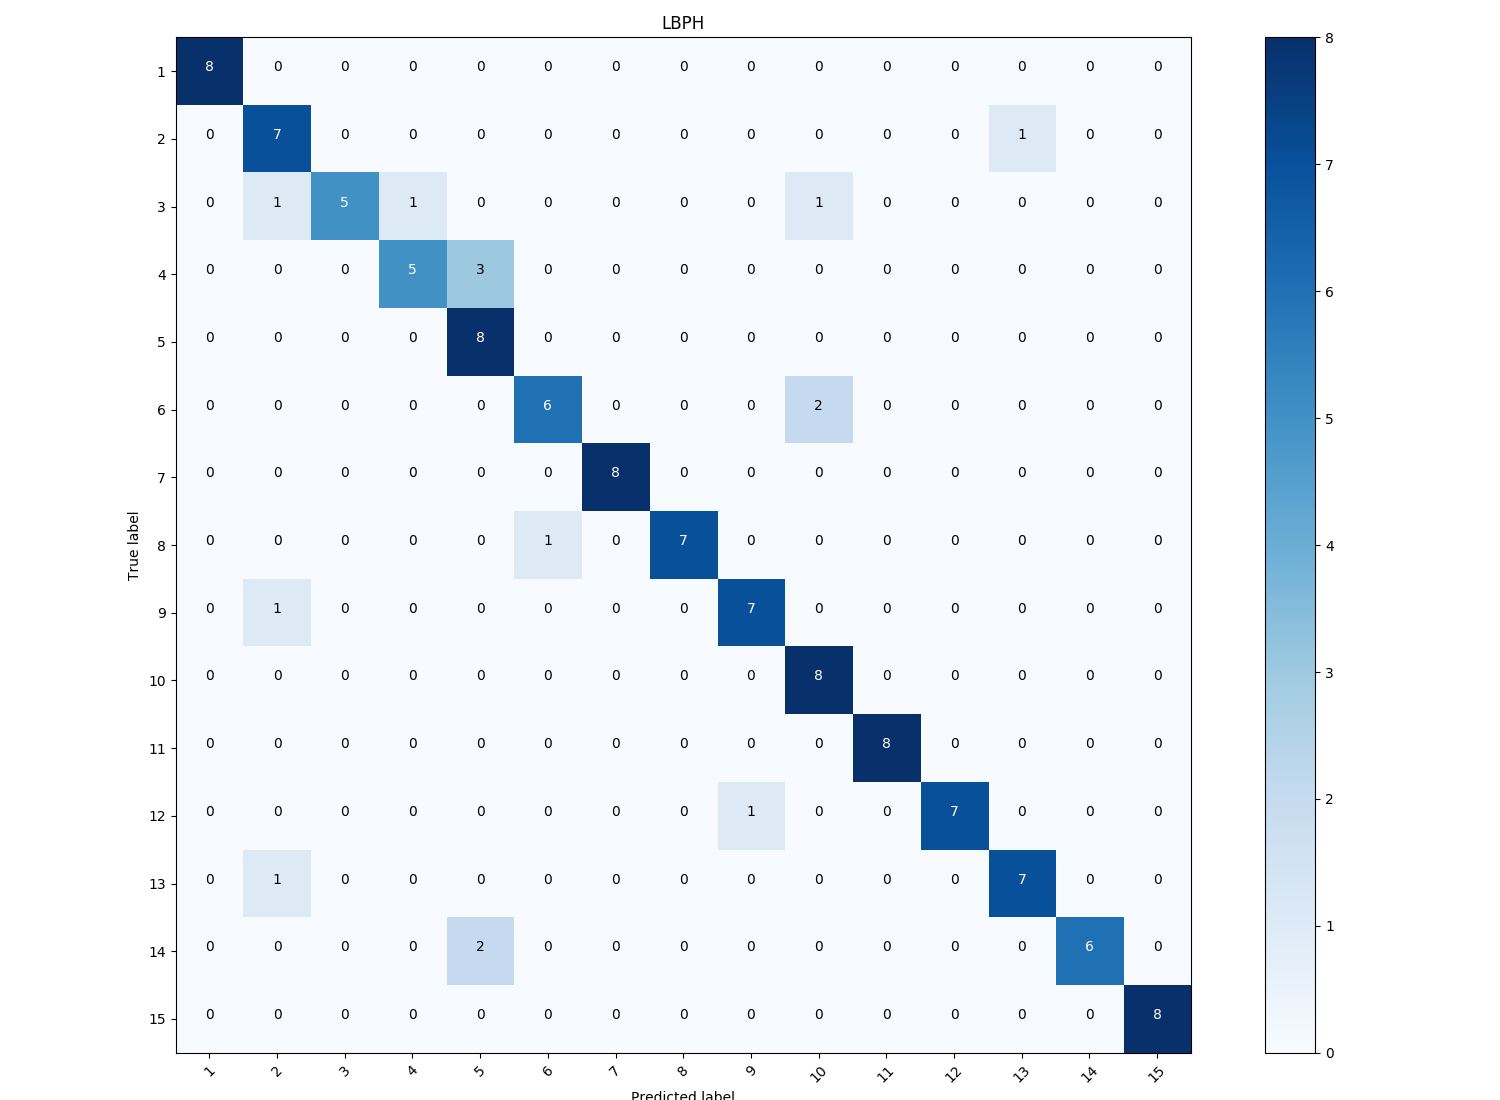 LBPH
1 8 0 0 0 0 0 0 0 0 0 0 0 0 0 0
2 0 7 0 0 0 0 0 0 0 0 0 0 1 0 0
3 0 1 5 1 0 0 0 0 0 1 0 0 0 0 0
4 0 0 0 5 3 0 0 0 0 0 0 0 0 0 0
5 0 0 0 0 8 0 0 0 0 0 0 0 0 0 0
6 0 0 0 0 0 6 0 0 0 2 0 0 0 0 0
7 0 0 0 0 0 0 8 0 0 0 0 0 0 0 0
8 0 0 0 0 0 1 0 7 0 0 0 0 0 0 0
9 0 1 0 0 0 0 0 0 7 0 0 0 0 0 0
10 0 0 0 0 0 0 0 0 0 8 0 0 0 0 0
11 0 0 0 0 0 0 0 0 0 0 8 0 0 0 0
12 0 0 0 0 0 0 0 0 1 0 0 7 0 0 0
13 0 1 0 0 0 0 0 0 0 0 0 0 7 0 0
14 0 0 0 0 2 0 0 0 0 0 0 0 0 6 0
15 0 0 0 0 0 0 0 0 0 0 0 0 0 0 8
1 2 3 4 5 6 7 8 9 10 11 12 13 14 15
True label
Predicted label
8
7
6
5
4
3
2
1
0